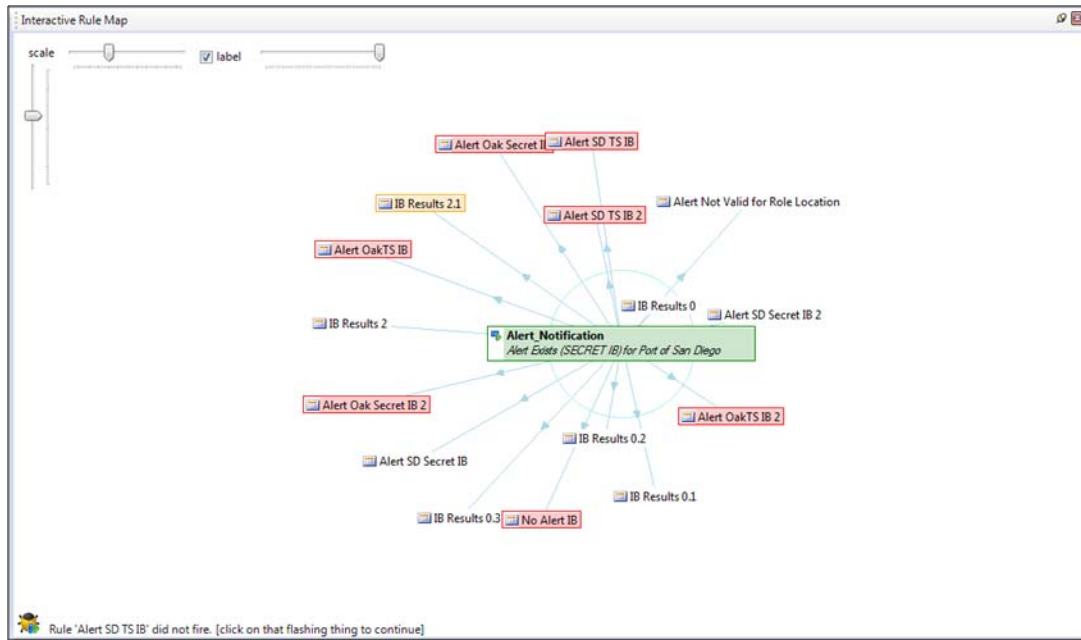 Interactive Rule Map
scale
label
Alert Oak Secret I
Alert SD TS IB
IB Results 2.1
Alert SD TS IB 2
Alert Not Valid for Role Location
Alert OakTS IB
IB Results 0
Alert SD Secret IB 2
IB Results 2
Alert_Notification
Alert Exists (SECRET IB) for Port of San Diego
Alert Oak Secret IB 2
Alert OakTS IB 2
IB Results 0.2
Alert SD Secret IB
IB Results 0.1
IB Results 0.3
No Alert IB
Rule 'Alert SD TS IB' did not fire. [click on that flashing thing to continue]